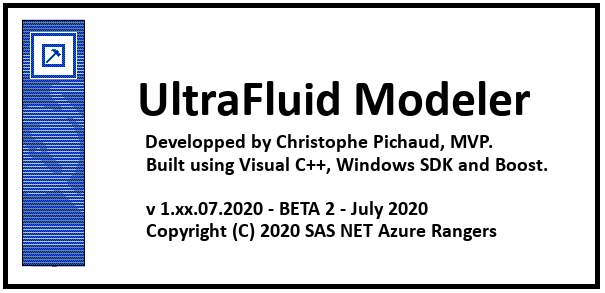 UltraFluid Modeler
Developped by Christophe Pichaud, MVP.
Built using Visual C++, Windows SDK and Boost.
v 1.xx.07.2020 - BETA 2 - July 2020
Copyright (C) 2020 SAS NET Azure Rangers